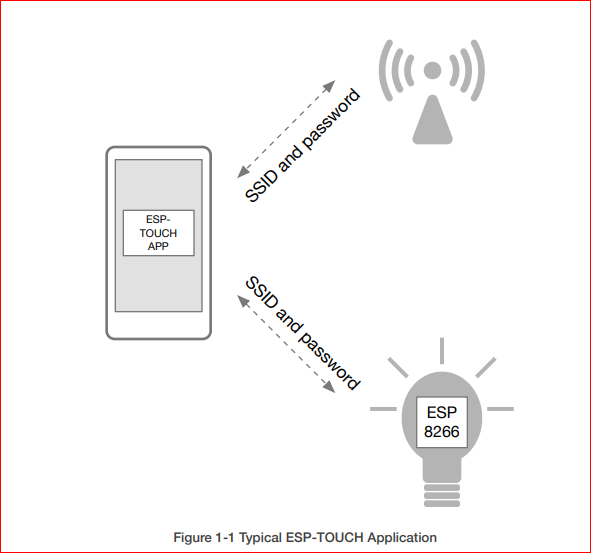 SSID and password
ESP-
TOUCH
APP
SSID and password
ESP
8266
Figure 1-1 Typical ESP-TOUCH Application